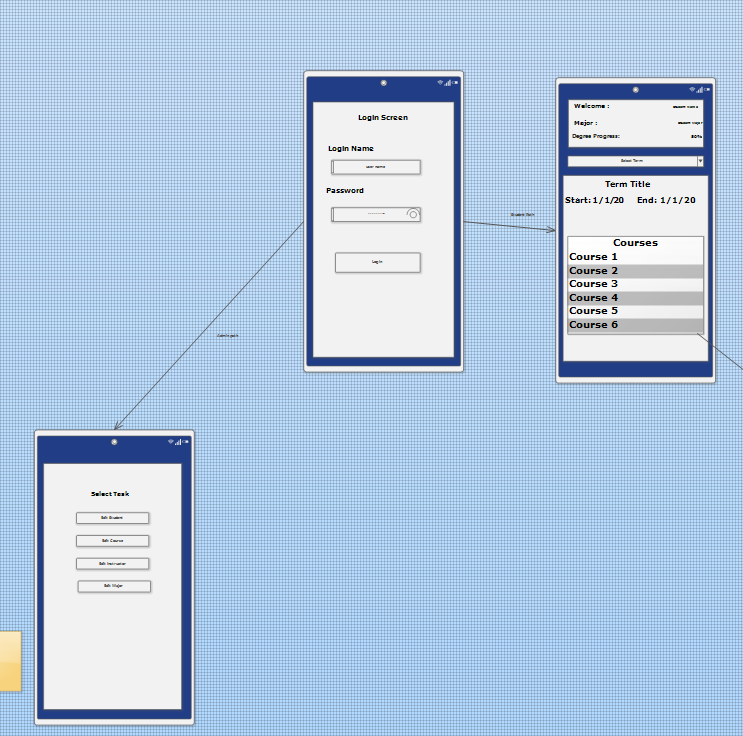 Login Screen
Login Name
User Name
Password
Login
Student Path
Welcome :
Major :
Degree Progress:
80%
Select Term
Term Title
Start: 1/1/20 End: 1/1/20
Courses
Course 1
Course 2
Course 3
Course 4
Course 5
Course 6
Select Task
Edit Student
Edit Course
Edit Instructor
Edit Major